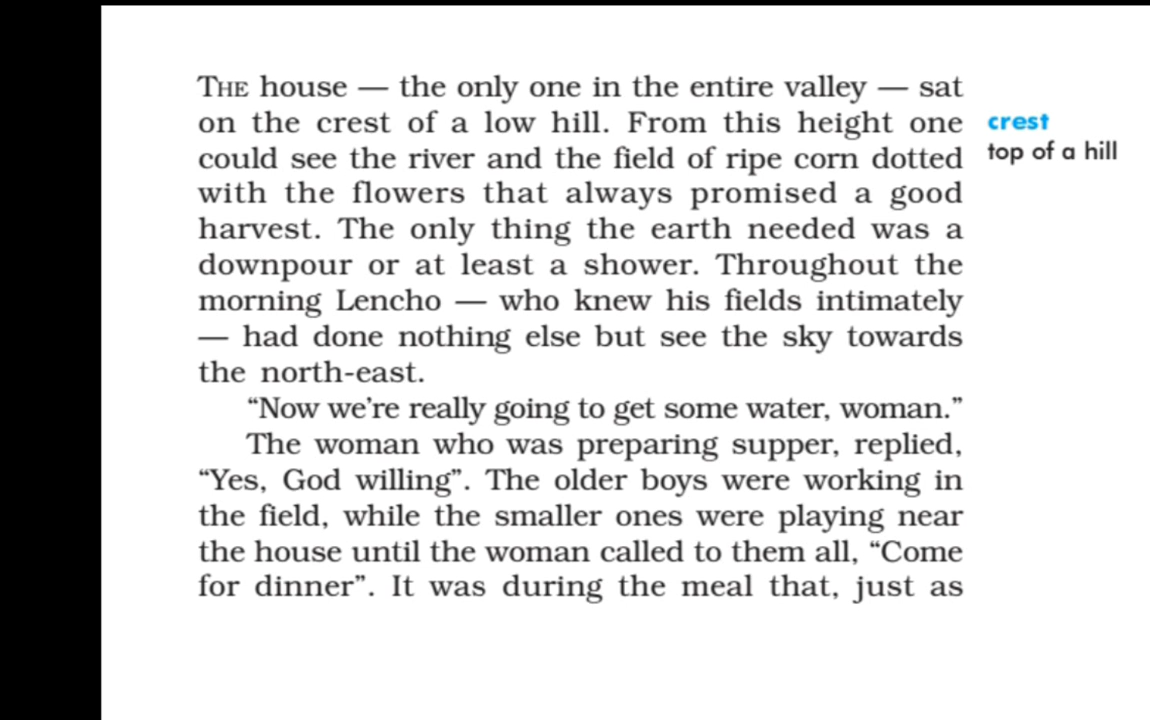 THE house — the only one in the entire valley — sat
on the crest of a low hill. From this height one
could see the river and the field of ripe corn dotted
with the flowers that always promised a good
harvest. The only thing the earth needed was a
downpour or at least a shower. Throughout the
morning Lencho — who knew his fields intimately
— had done nothing else but see the sky towards
the north-east.
“Now we’re really going to get some water, woman.”
The woman who was preparing supper, replied,
“Yes, God willing”. The older boys were working in
the field, while the smaller ones were playing near
the house until the woman called to them all, “Come
for dinner”. It was during the meal that, just as
crest
top of a hill